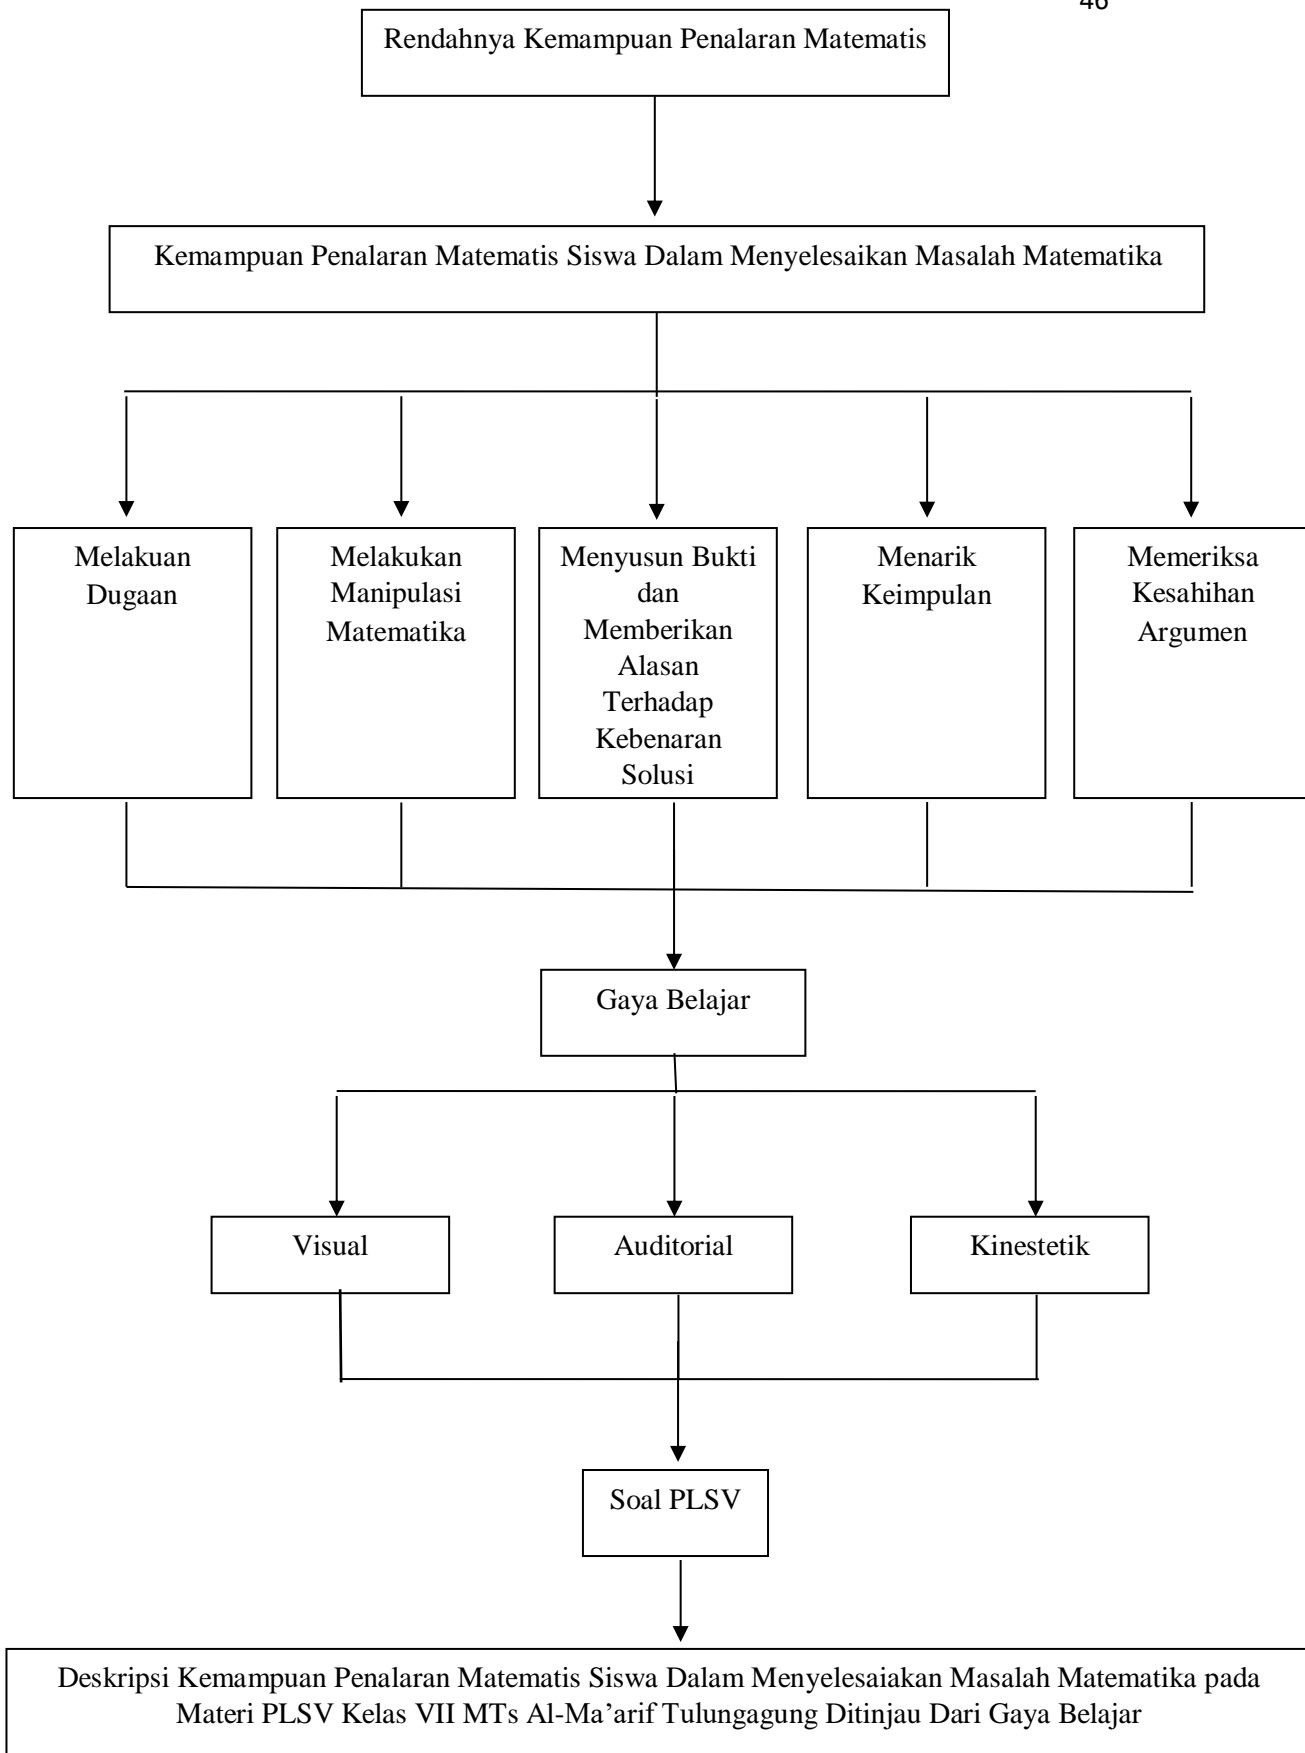 46
Rendahnya Kemampuan Penalaran Matematis
Kemampuan Penalaran Matematis Siswa Dalam Menyelesaikan Masalah Matematika
Melakuan
Dugaan
Melakukan
Manipulasi
Matematika
Menyusun Bukti
dan
Memberikan
Alasan
Terhadap
Kebenaran
Solusi
Menarik
Keimpulan
Memeriksa
Kesahihan
Argumen
Gaya Belajar
Visual
Auditorial
Kinestetik
Soal PLSV
Deskripsi Kemampuan Penalaran Matematis Siswa Dalam Menyelesaiakan Masalah Matematika pada
Materi PLSV Kelas VII MTs Al-Ma’arif Tulungagung Ditinjau Dari Gaya Belajar